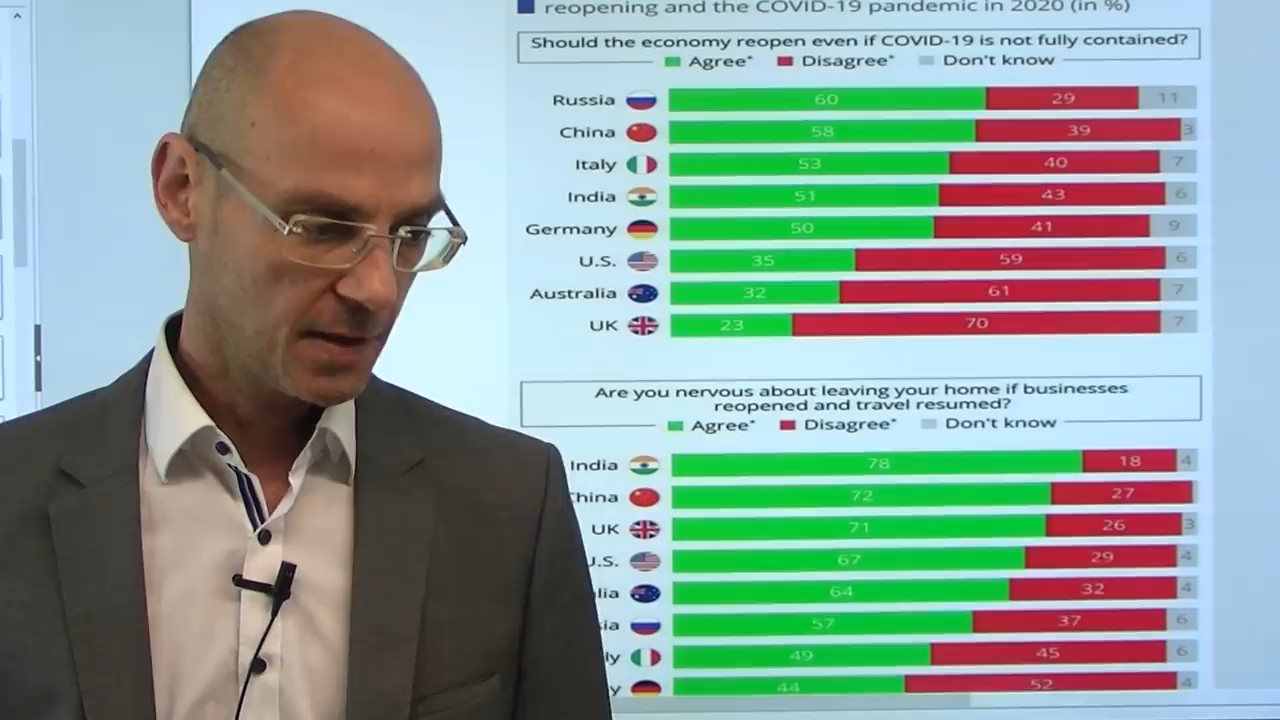 reopening and the COVID-19 pandemic in 2020 (in %)
Should the economy reopen even if COVID-19 is not fully contained?
Agree* Disagree* Don't know
Russia 60 29 11
China 58 39 3
Italy 53 40 7
India 51 43 6
Germany 50 41 9
U.S. 35 59 6
Australia 32 61 7
UK 23 70 7
Are you nervous about leaving your home if businesses
reopened and travel resumed?
Agree* Disagree* Don't know
India 78 18 4
hina 72 27
UK 71 26 3
U.S. 67 29 4
lia 64 32 4
ia 57 37 6
ly 49 45 6
y 44 52 4